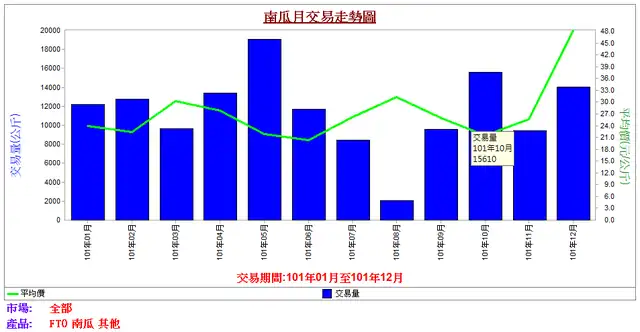 南瓜月交易走勢圖
交易量(公斤)
20000
18000
16000
14000
12000
10000
8000
6000
4000
2000
0
48.0
45.0
42.0
39.0
36.0
33.0
30.0
27.0
24.0
21.0
18.0
15.0
12.0
9.0
6.0
3.0
0.0
平均價(元/公斤)
交易量
101年10月
15610
101年01月
101年02月
101年03月
101年04月
101年05月
101年06月
101年07月
101年08月
101年09月
101年10月
101年11月
101年12月
交易期間:101年01月至101年12月
平均價 交易量
市場: 全部
產品: FT0 南瓜 其他